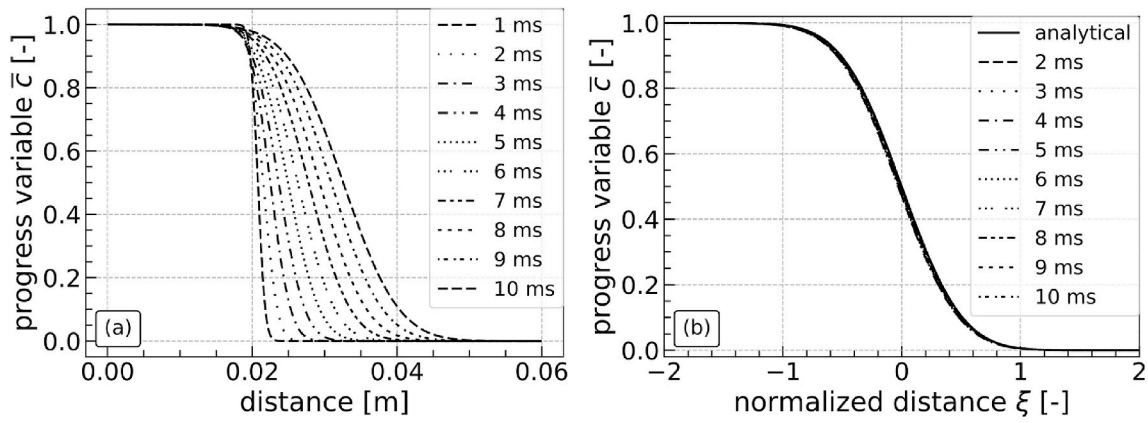 progress variable c̅ [-]
1.0
0.8
0.6
0.4
0.2
0.0
1 ms
2 ms
3 ms
4 ms
5 ms
6 ms
7 ms
8 ms
9 ms
10 ms
(a)
0.00 0.02 0.04 0.06
distance [m]
progress variable c̅ [-]
1.0
0.8
0.6
0.4
0.2
0.0
analytical
2 ms
3 ms
4 ms
5 ms
6 ms
7 ms
8 ms
9 ms
10 ms
(b)
−2 −1 0 1 2
normalized distance ξ [-]